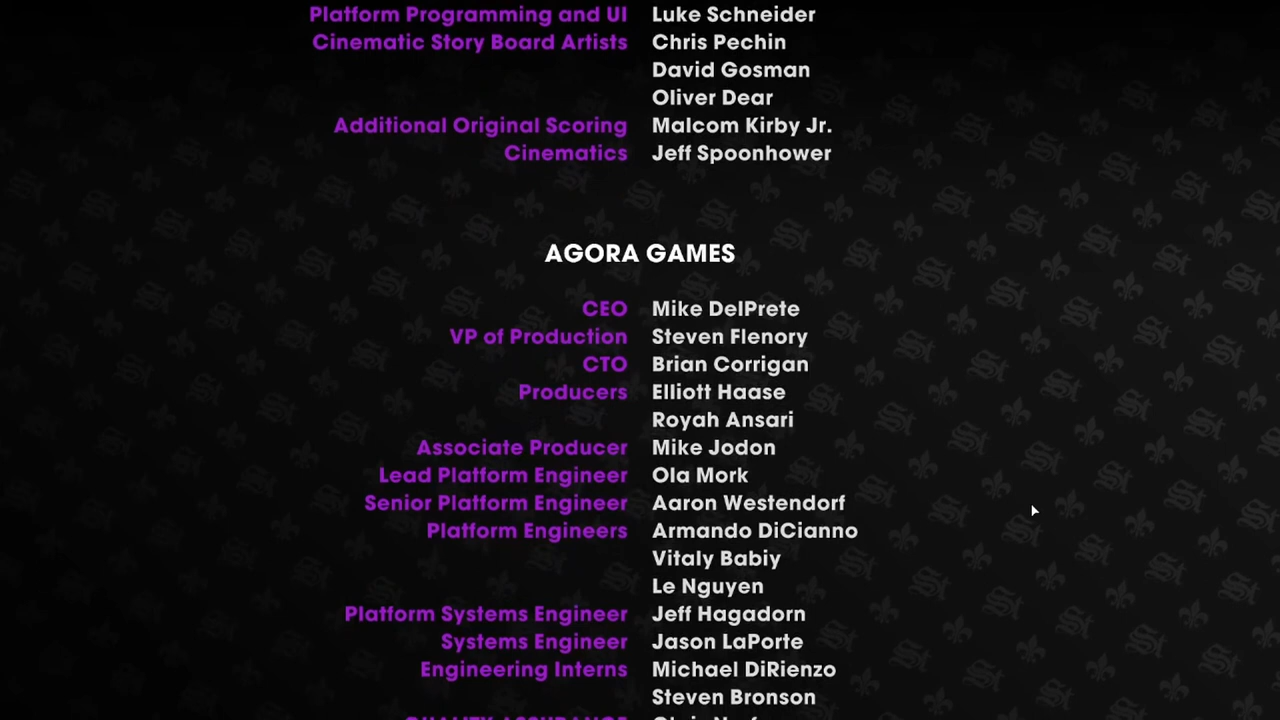 Platform Programming and UI Luke Schneider
Cinematic Story Board Artists Chris Pechin
David Gosman
Oliver Dear
Additional Original Scoring Malcom Kirby Jr.
Cinematics Jeff Spoonhower
AGORA GAMES
CEO Mike DelPrete
VP of Production Steven Flenory
CTO Brian Corrigan
Producers Elliott Haase
Royah Ansari
Associate Producer Mike Jodon
Lead Platform Engineer Ola Mork
Senior Platform Engineer Aaron Westendorf
Platform Engineers Armando DiCianno
Vitaly Babiy
Le Nguyen
Platform Systems Engineer Jeff Hagadorn
Systems Engineer Jason LaPorte
Engineering Interns Michael DiRienzo
Steven Bronson